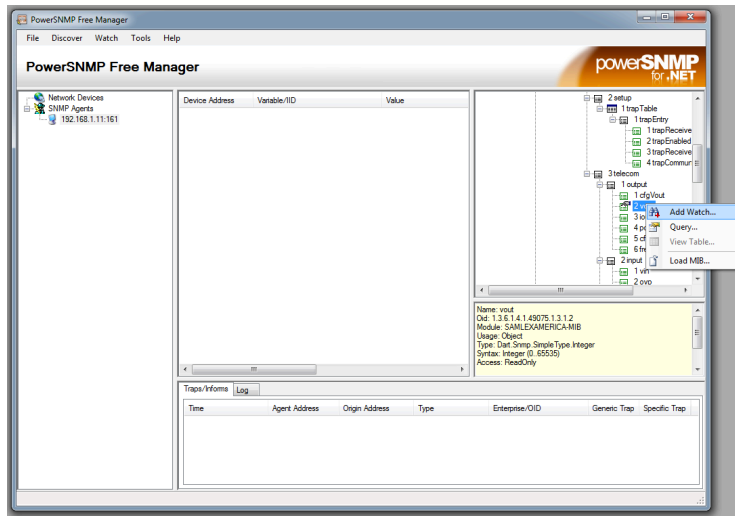 PowerSNMP Free Manager
File Discover Watch Tools Help
PowerSNMP Free Manager
powerSNMP
for .NET
Network Devices
SNMP Agents
192.168.1.11:161
Device Address Variable/IID Value
2 setup
1 trapTable
1 trapEntry
1 trapReceive
2 trapEnabled
3 trapReceive
4 trapCommur
3 telecom
1 output
1 cfgVout
2
3
4
5
6
2 input
1 vin
2 ovp
Add Watch...
Query...
View Table...
Load MIB...
Name: vout
Oid: 1.3.6.1.4.1.49075.1.3.1.2
Module: SAMLEXAMERICA-MIB
Usage: Object
Type: Dart.Snmp.SimpleType.Integer
Syntax: Integer (0..65535)
Access: ReadOnly
Traps/Informs Log
Time Agent Address Origin Address Type Enterprise/OID Generic Trap Specific Trap